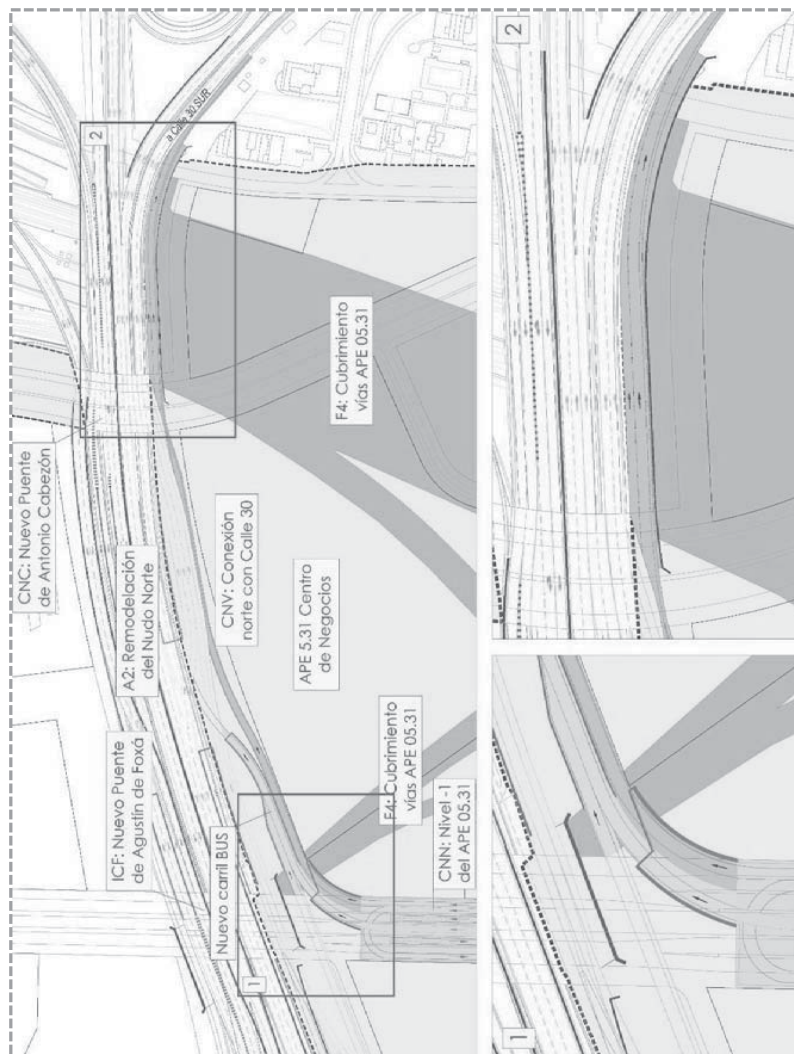 2
a Calle 30 SUR
CNC: Nuevo Puente
de Antonio Cabezón
A2: Remodelación
del Nudo Norte
ICF: Nuevo Puente
de Agustín de Foxá
CNV: Conexión
norte con Calle 30
F4: Cubrimiento
vías APE 05.31
APE 5.31 Centro
de Negocios
Nuevo carril BUS
F4: Cubrimiento
vías APE 05.31
CNN: Nivel -1
del APE 05.31
1
2
1